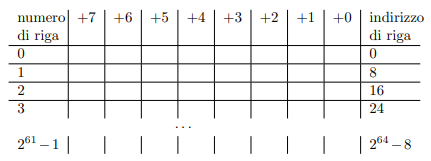 numero +7 +6 +5 +4 +3 +2 +1 +0 indirizzo
di riga di riga
0 0
1 8
2 16
3 24
...
2^61 − 1 2^64 − 8